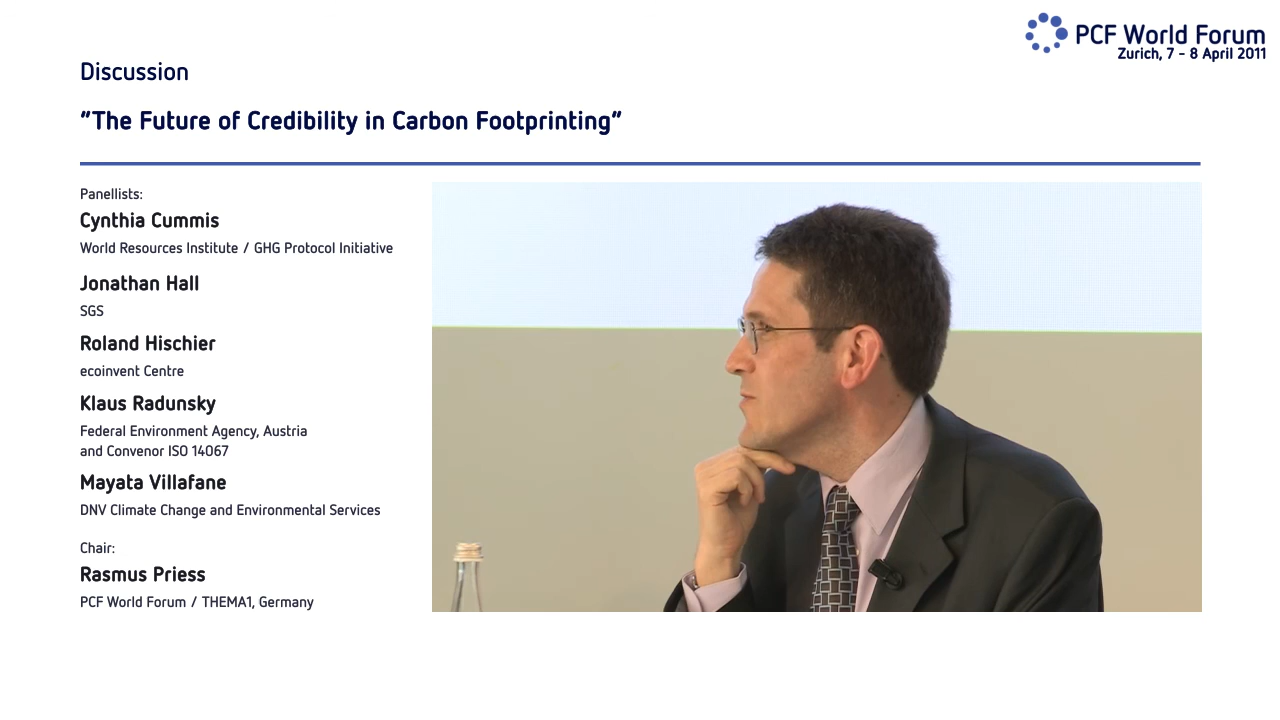 PCF World Forum
Zurich, 7 - 8 April 2011
Discussion
"The Future of Credibility in Carbon Footprinting"
Panellists:
Cynthia Cummis
World Resources Institute / GHG Protocol Initiative
Jonathan Hall
SGS
Roland Hischier
ecoinvent Centre
Klaus Radunsky
Federal Environment Agency, Austria
and Convenor ISO 14067
Mayata Villafane
DNV Climate Change and Environmental Services
Chair:
Rasmus Priess
PCF World Forum / THEMA1, Germany